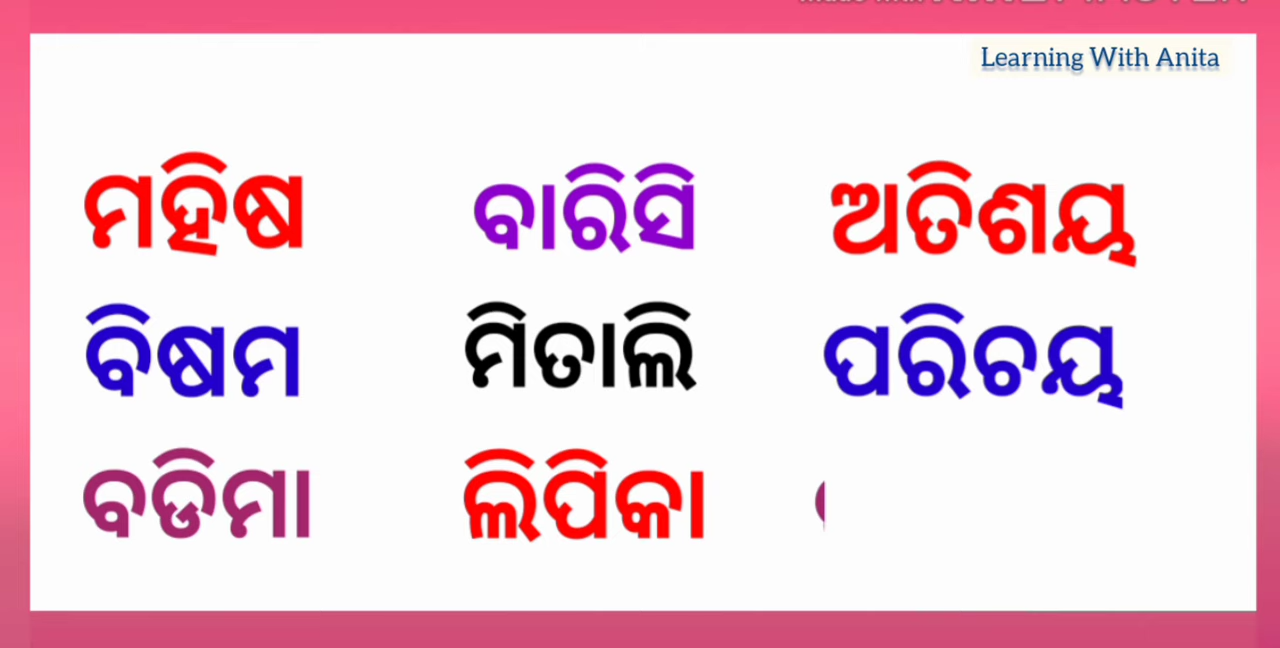 Learning With Anita
ମହିଷ ବାରିସି ଅତିଶୟ
ବିଷମ ମିତାଲି ପରିଚୟ
ବଡିମା ଲିପିକା